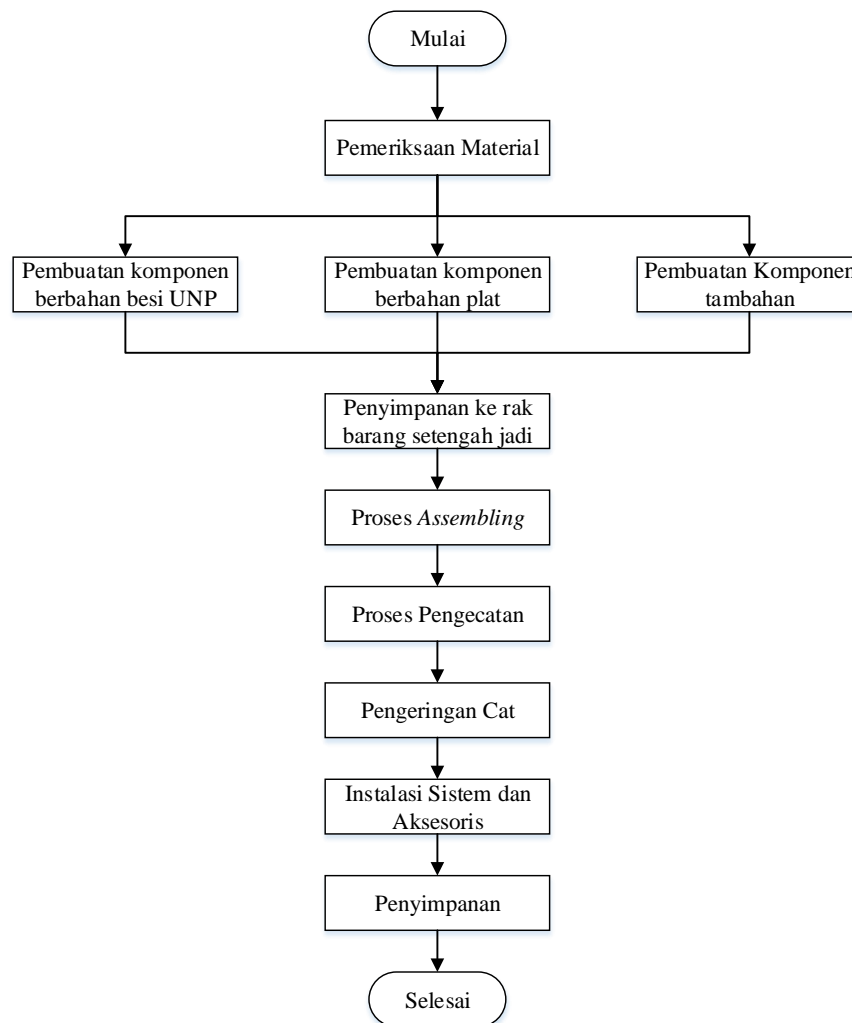 Mulai
Pemeriksaan Material
Pembuatan komponen
berbahan besi UNP
Pembuatan komponen
berbahan plat
Pembuatan Komponen
tambahan
Penyimpanan ke rak
barang setengah jadi
Proses Assembling
Proses Pengecatan
Pengeringan Cat
Instalasi Sistem dan
Aksesoris
Penyimpanan
Selesai